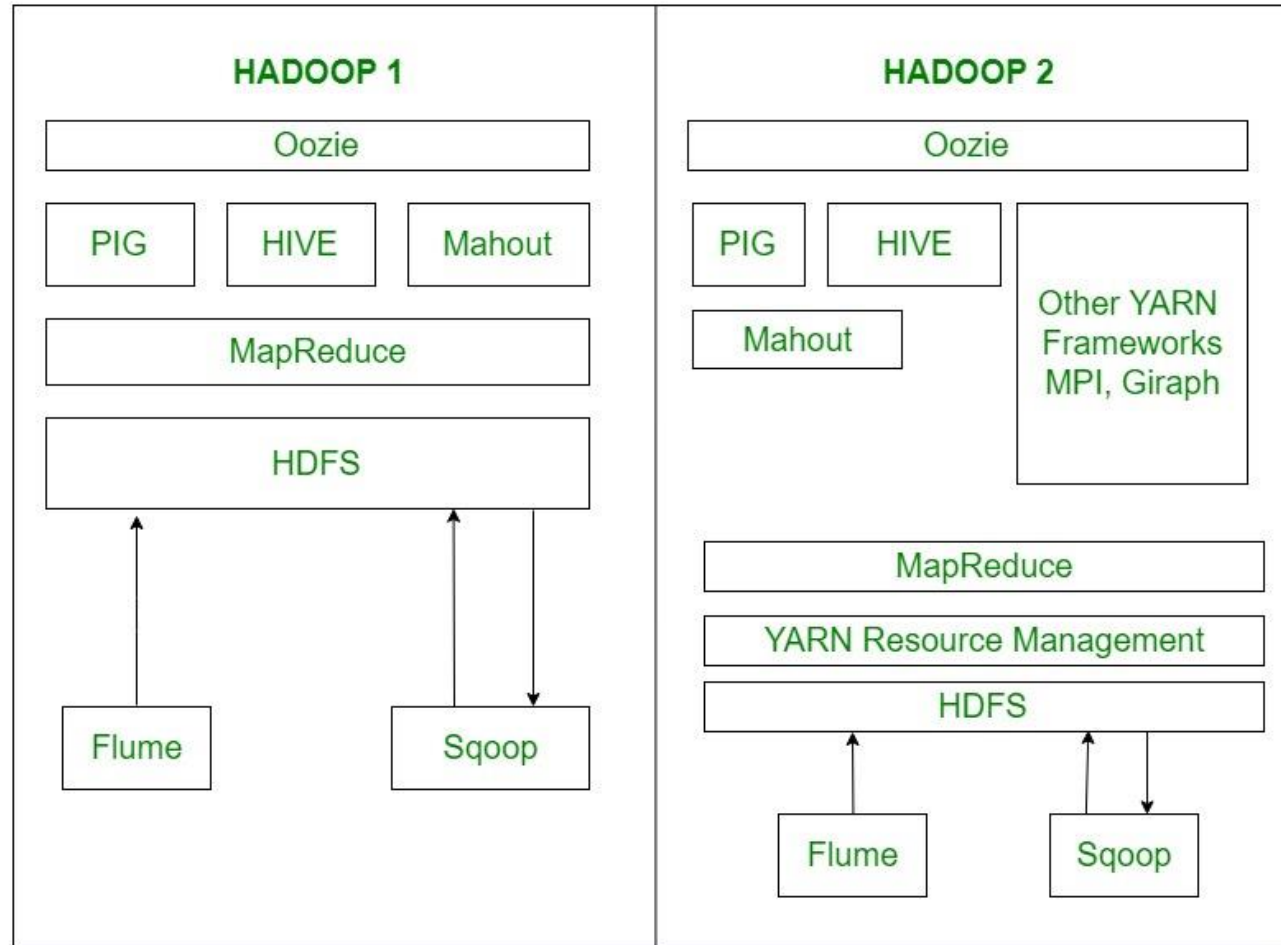 HADOOP 1
Oozie
PIG
HIVE
Mahout
MapReduce
HDFS
Flume
Sqoop
HADOOP 2
Oozie
PIG
HIVE
Other YARN
Frameworks
MPI, Giraph
Mahout
MapReduce
YARN Resource Management
HDFS
Flume
Sqoop